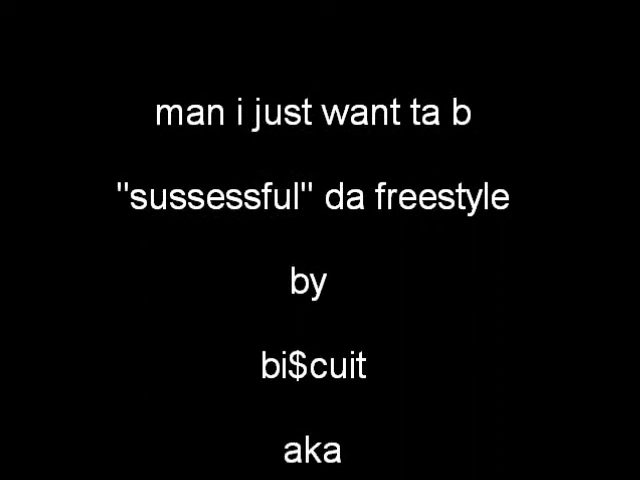 man i just want ta b
"sussessful" da freestyle
by
bi$cuit
aka